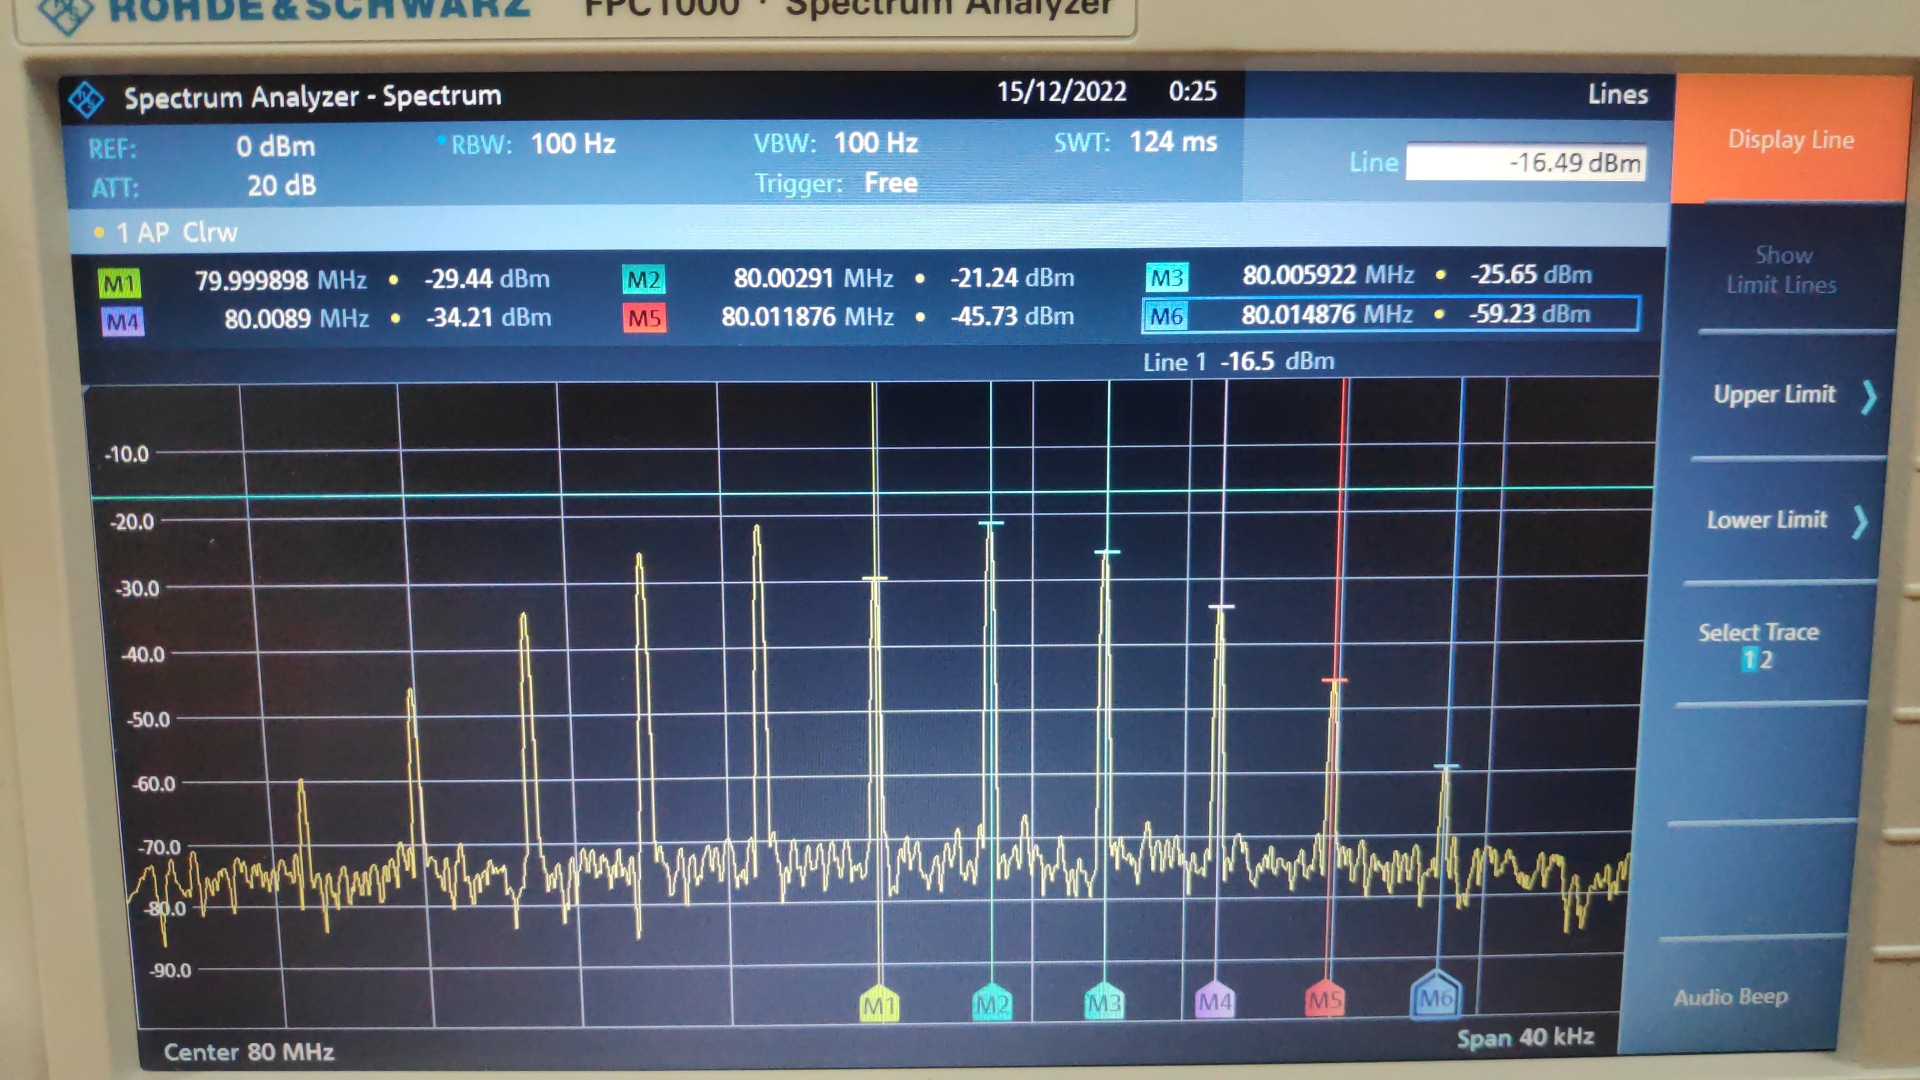 ROHDE & SCHWARZ FPC1000 · Spectrum Analyzer
Spectrum Analyzer - Spectrum 15/12/2022 0:25 Lines
REF: 0 dBm RBW: 100 Hz VBW: 100 Hz SWT: 124 ms
ATT: 20 dB Trigger: Free
Line -16.49 dBm
1 AP Clrw
M1 79.999898 MHz • -29.44 dBm M2 80.00291 MHz • -21.24 dBm M3 80.005922 MHz • -25.65 dBm
M4 80.0089 MHz • -34.21 dBm M5 80.011876 MHz • -45.73 dBm M6 80.014876 MHz • -59.23 dBm
Line 1 -16.5 dBm
-10.0
-20.0
-30.0
-40.0
-50.0
-60.0
-70.0
-80.0
-90.0
M1 M2 M3 M4 M5 M6
Center 80 MHz Span 40 kHz
Display Line
Show
Limit Lines
Upper Limit
Lower Limit
Select Trace
1 2
Audio Beep